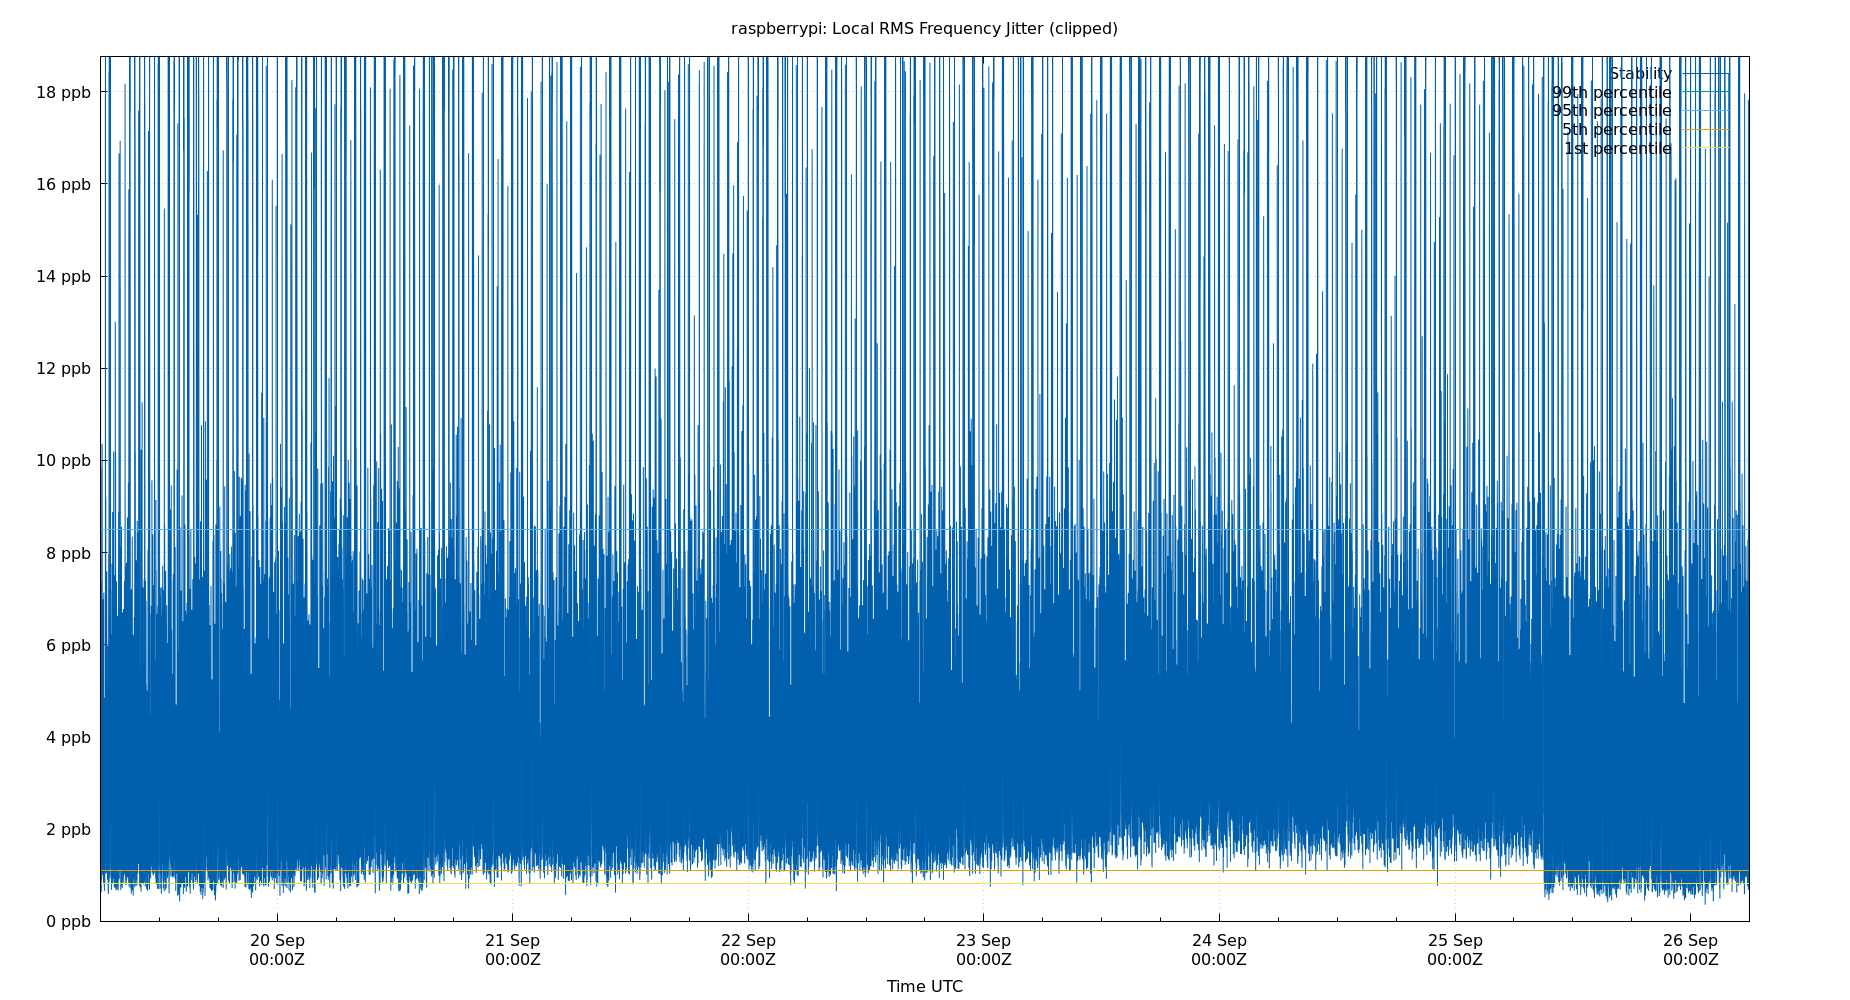 raspberrypi: Local RMS Frequency Jitter (clipped)
Stability
99th percentile
95th percentile
5th percentile
1st percentile
18 ppb
16 ppb
14 ppb
12 ppb
10 ppb
8 ppb
6 ppb
4 ppb
2 ppb
0 ppb
20 Sep 21 Sep 22 Sep 23 Sep 24 Sep 25 Sep 26 Sep
00:00Z 00:00Z 00:00Z 00:00Z 00:00Z 00:00Z 00:00Z
Time UTC